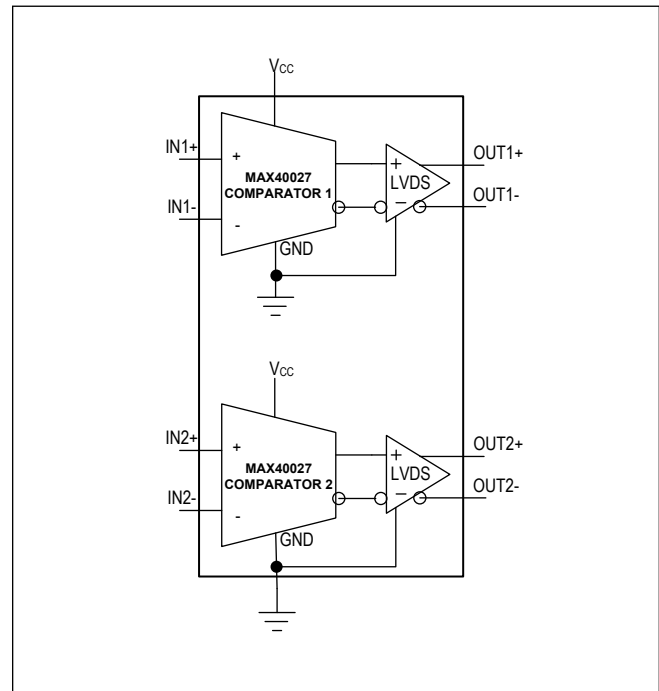 VCC
IN1+
+
MAX40027
COMPARATOR 1
IN1-
-
GND
+
LVDS
−
OUT1+
OUT1-
VCC
IN2+
+
MAX40027
COMPARATOR 2
IN2-
-
GND
+
LVDS
−
OUT2+
OUT2-